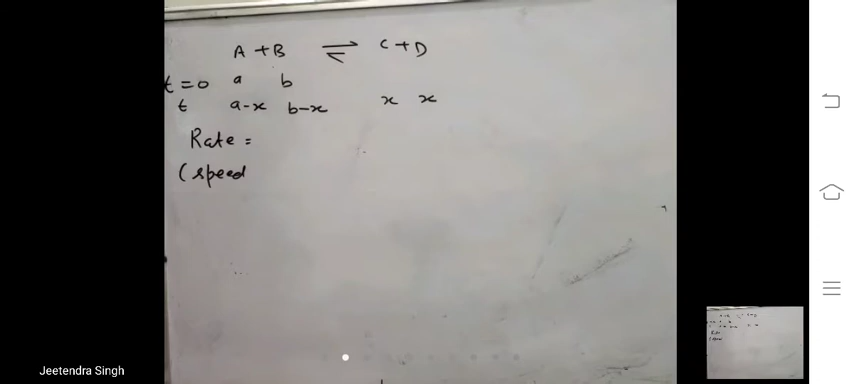 A + B ⇌ C + D
t = 0 a b
t a-x b-x x x
Rate =
(speed
Jeetendra Singh